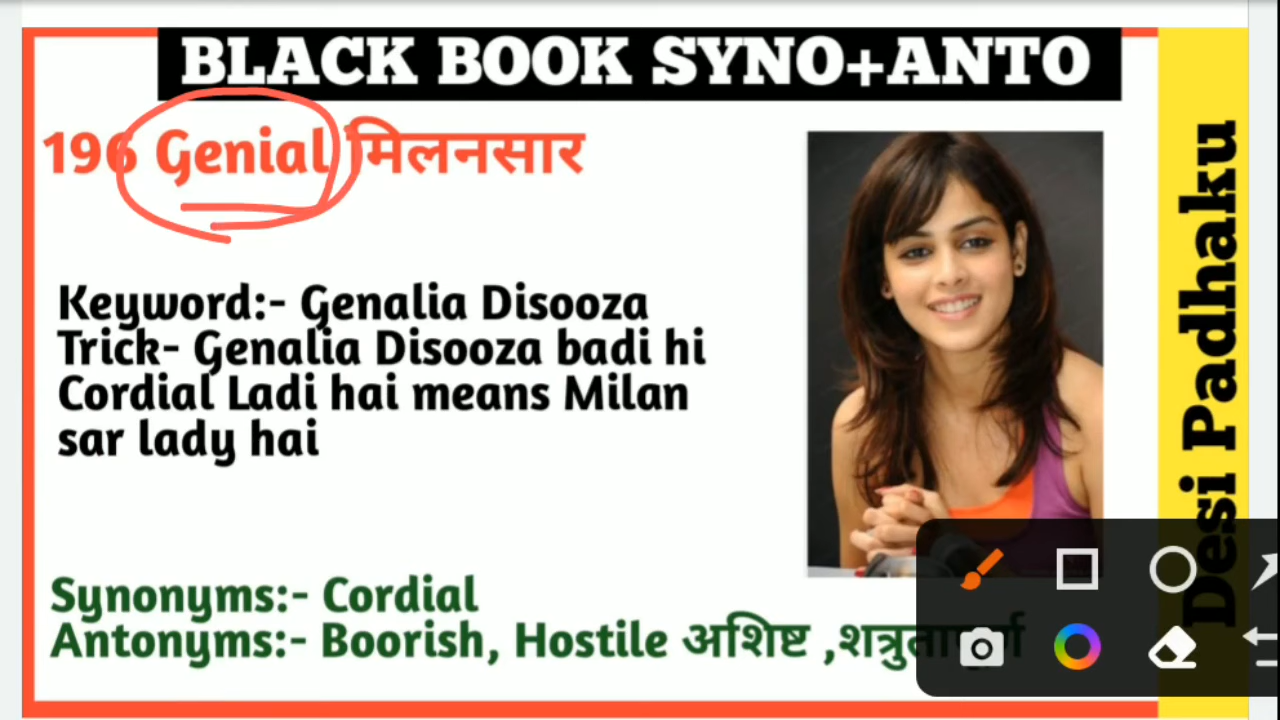 BLACK BOOK SYNO+ANTO
196 Genial मिलनसार
Keyword:- Genalia Disooza
Trick- Genalia Disooza badi hi
Cordial Ladi hai means Milan
sar lady hai
Synonyms:- Cordial
Antonyms:- Boorish, Hostile अशिष्ट ,शत्रुतापूर्ण
Desi Padhaku